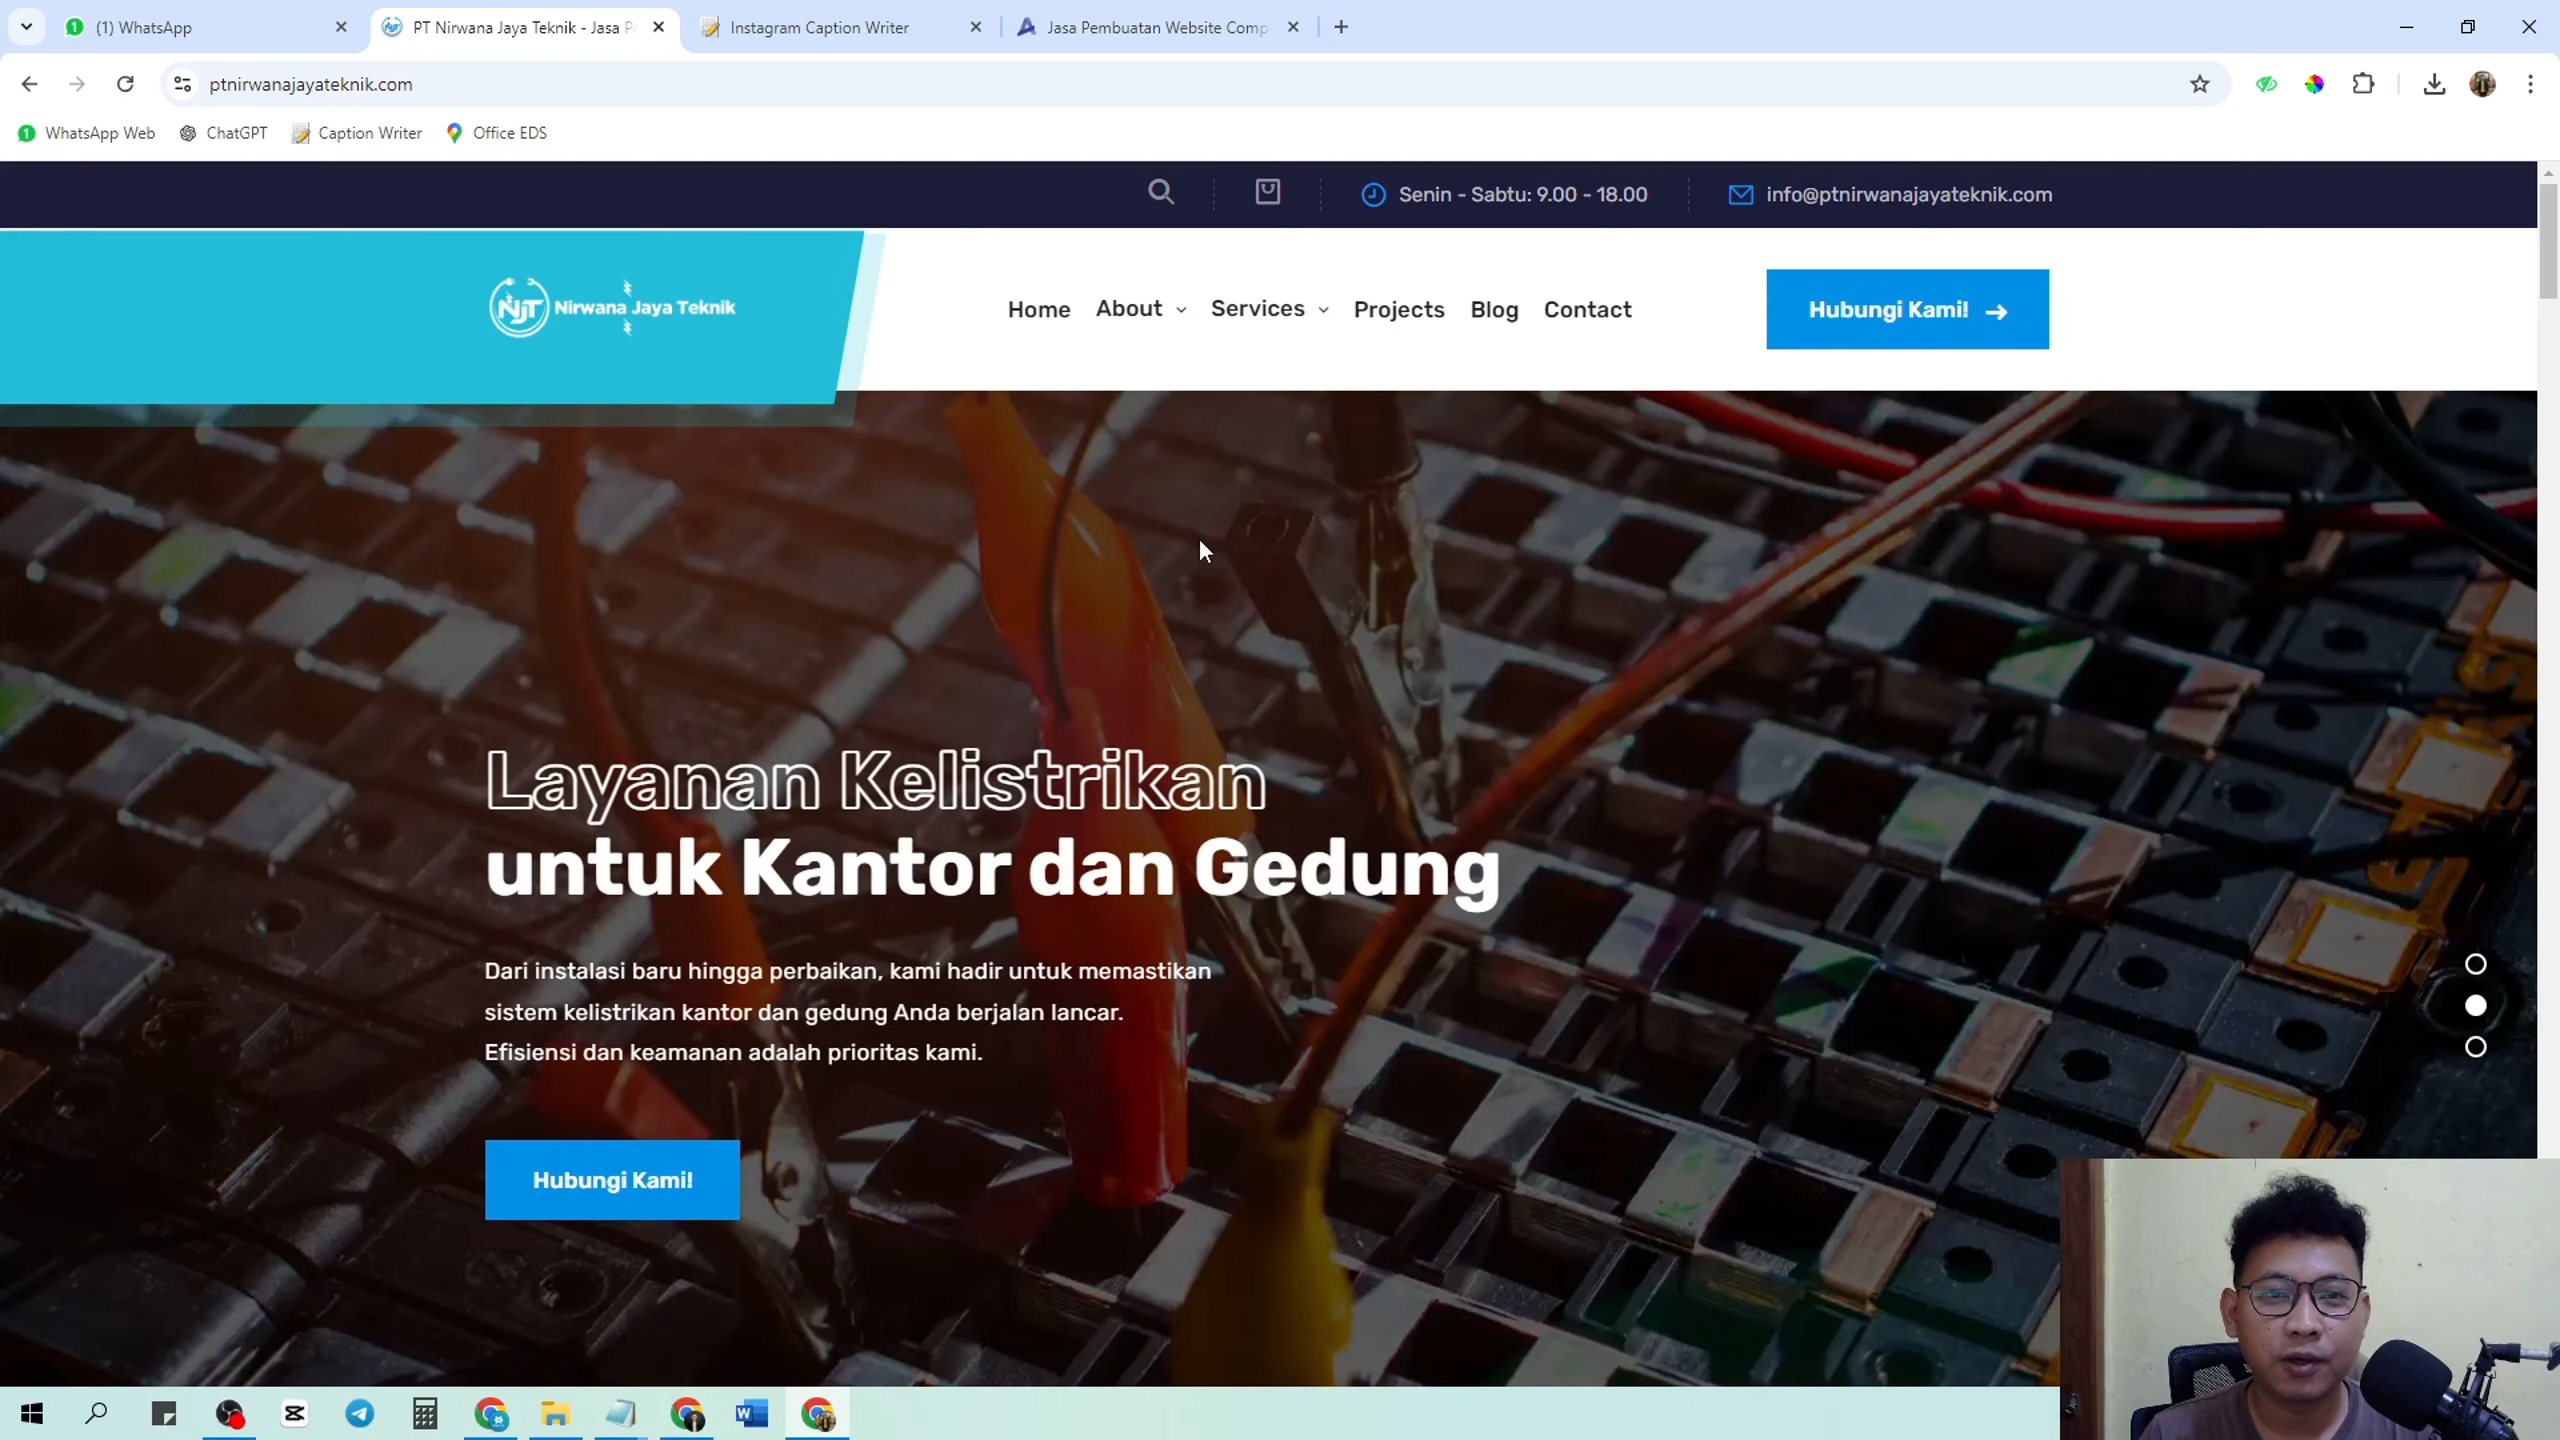 (1) WhatsApp
PT Nirwana Jaya Teknik - Jasa P
Instagram Caption Writer
Jasa Pembuatan Website Comp
ptnirwanajayateknik.com
WhatsApp Web
ChatGPT
Caption Writer
Office EDS
Senin - Sabtu: 9.00 - 18.00
info@ptnirwanajayateknik.com
NJT Nirwana Jaya Teknik
Home
About
Services
Projects
Blog
Contact
Hubungi Kami!
Layanan Kelistrikan
untuk Kantor dan Gedung
Dari instalasi baru hingga perbaikan, kami hadir untuk memastikan
sistem kelistrikan kantor dan gedung Anda berjalan lancar.
Efisiensi dan keamanan adalah prioritas kami.
Hubungi Kami!